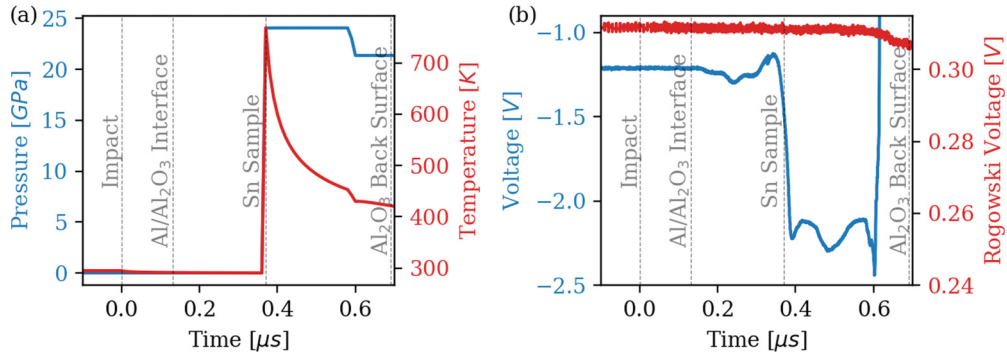 (a)
25
20
15
10
5
0
Pressure [GPa]
Impact
Al/Al₂O₃ Interface
Sn Sample
Al₂O₃ Back Surface
700
600
500
400
300
Temperature [K]
0.0 0.2 0.4 0.6
Time [μs]
(b)
−1.0
−1.5
−2.0
−2.5
Voltage [V]
Impact
Al/Al₂O₃ Interface
Sn Sample
Al₂O₃ Back Surface
0.30
0.28
0.26
0.24
Rogowski Voltage [V]
0.0 0.2 0.4 0.6
Time [μs]